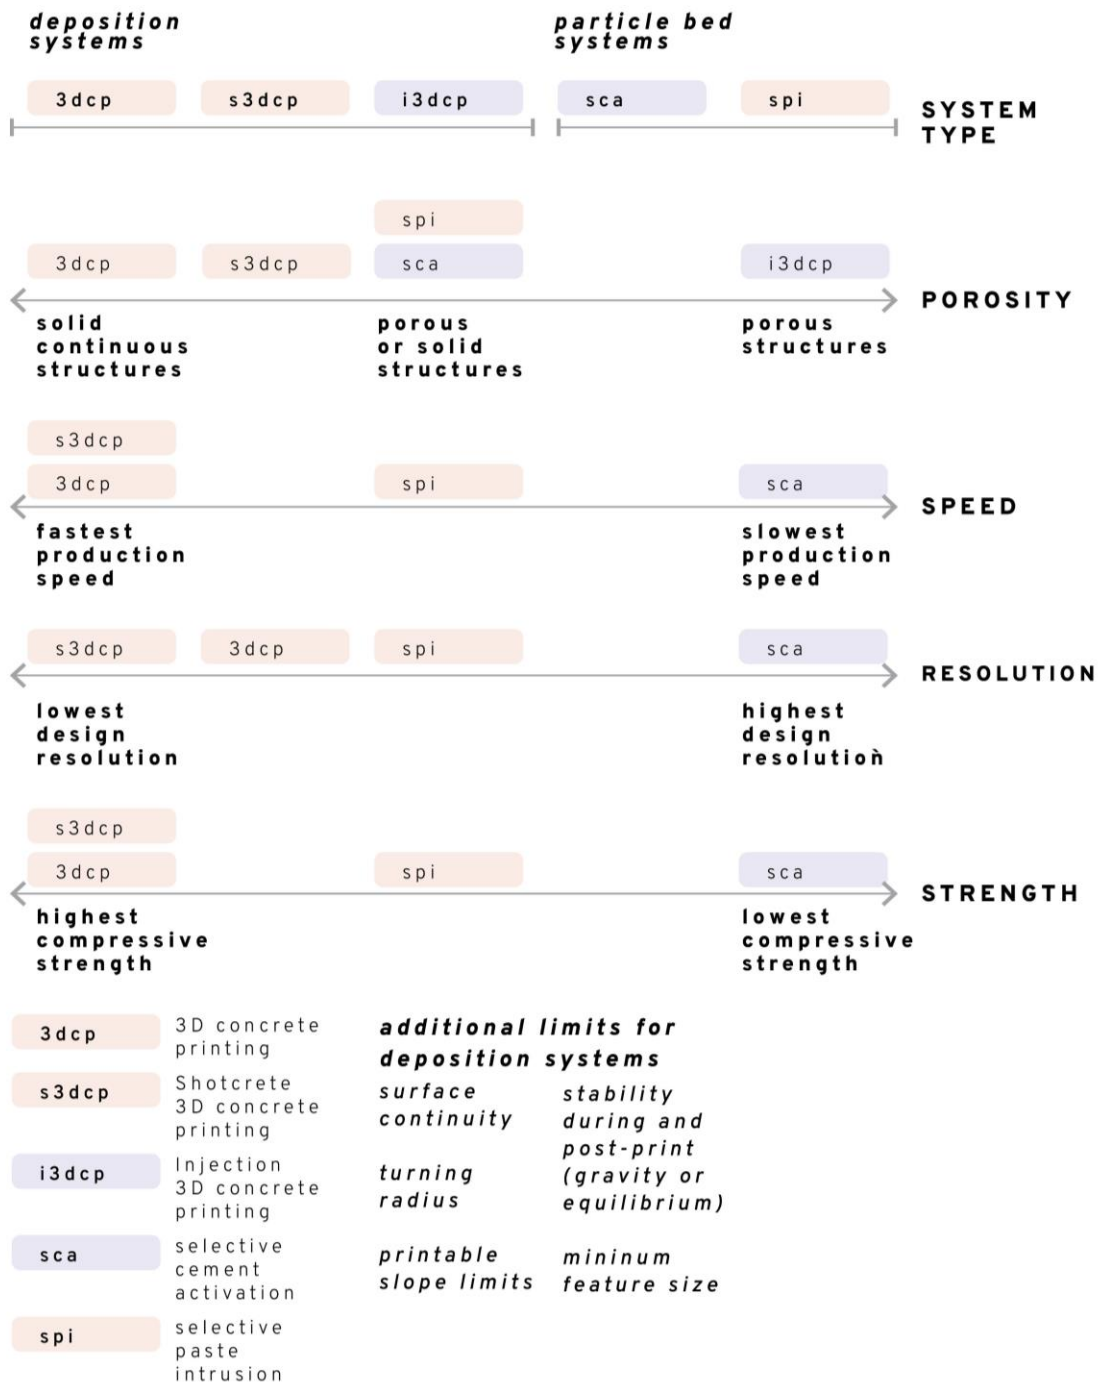 deposition
systems
particle bed
systems
3dcp
s3dcp
i3dcp
sca
spi
SYSTEM
TYPE
spi
3dcp
s3dcp
sca
i3dcp
POROSITY
solid
continuous
structures
porous
or solid
structures
porous
structures
s3dcp
3dcp
spi
sca
SPEED
fastest
production
speed
slowest
production
speed
s3dcp
3dcp
spi
sca
RESOLUTION
lowest
design
resolution
highest
design
resolutioǹ
s3dcp
3dcp
spi
sca
STRENGTH
highest
compressive
strength
lowest
compressive
strength
3dcp
3D concrete
printing
s3dcp
Shotcrete
3D concrete
printing
i3dcp
Injection
3D concrete
printing
sca
selective
cement
activation
spi
selective
paste
intrusion
additional limits for
deposition systems
surface
continuity
turning
radius
printable
slope limits
stability
during and
post-print
(gravity or
equilibrium)
mininum
feature size